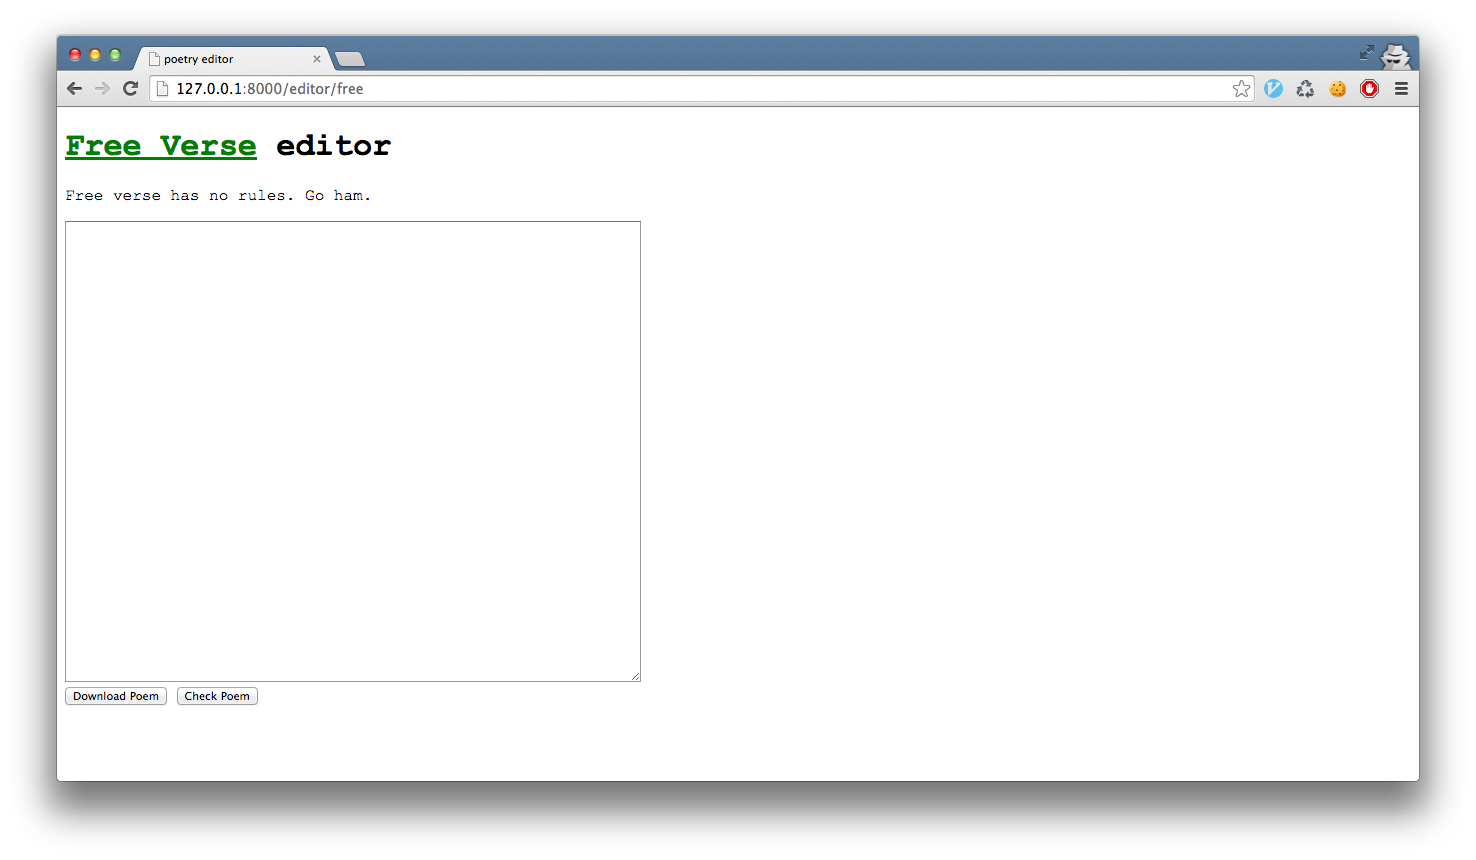 poetry editor
127.0.0.1:8000/editor/free
Free Verse editor
Free verse has no rules. Go ham.
Download Poem Check Poem